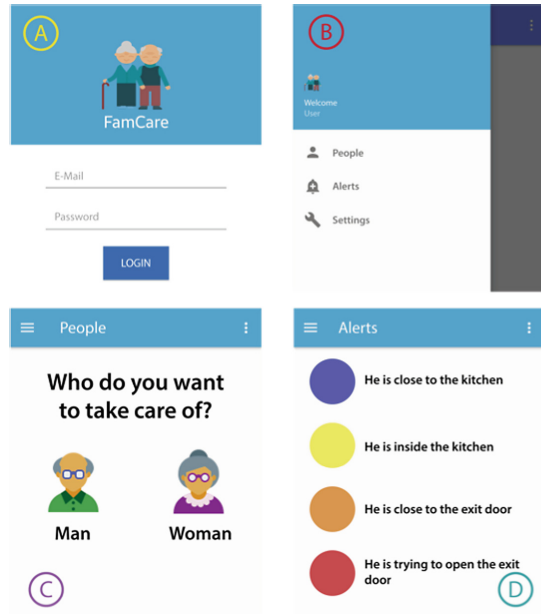 A
FamCare
E-Mail
Password
LOGIN
B
Welcome
User
People
Alerts
Settings
People
Who do you want
to take care of?
Man
Woman
C
Alerts
He is close to the kitchen
He is inside the kitchen
He is close to the exit door
He is trying to open the exit
door
D